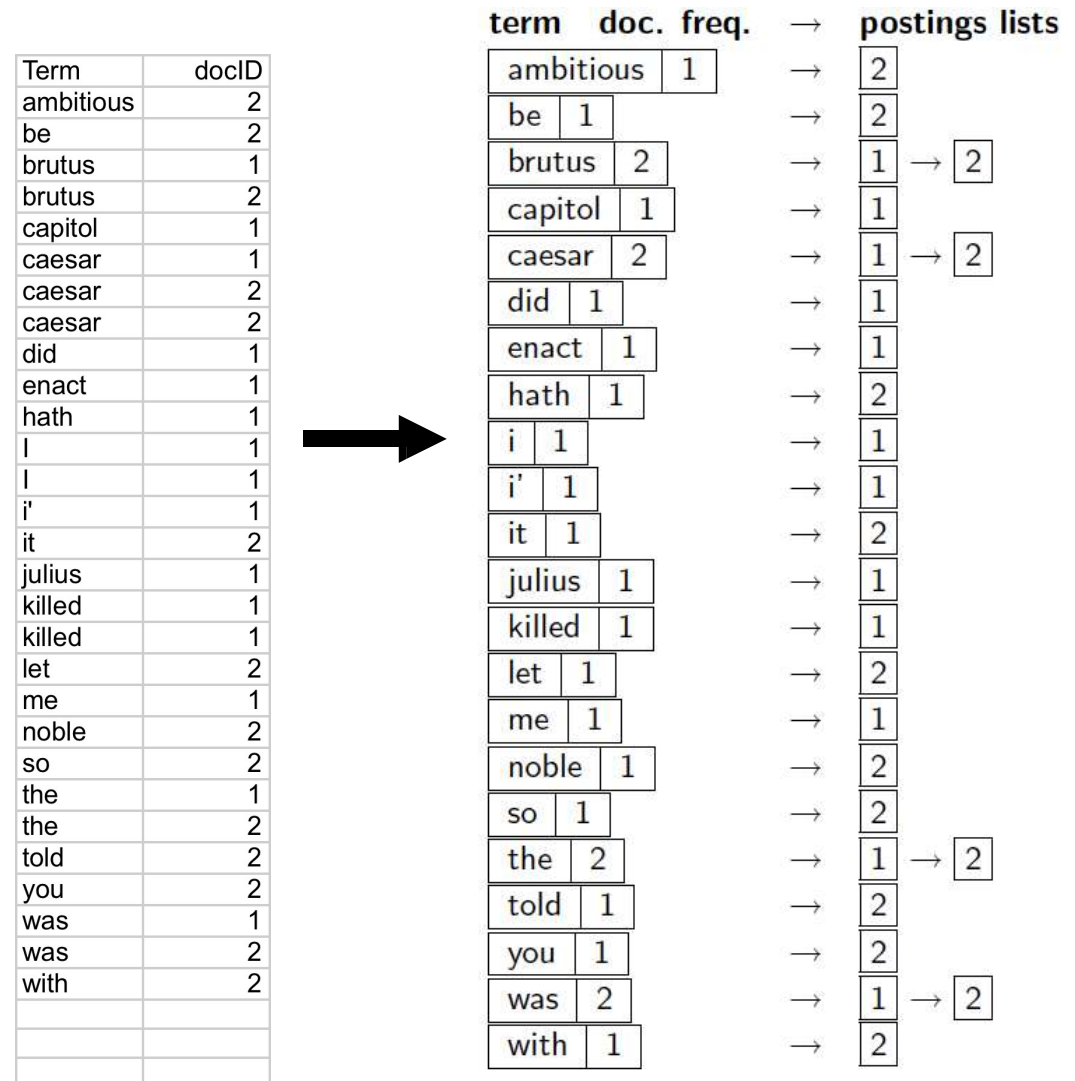 Term docID
ambitious 2
be 2
brutus 1
brutus 2
capitol 1
caesar 1
caesar 2
caesar 2
did 1
enact 1
hath 1
I 1
I 1
i' 1
it 2
julius 1
killed 1
killed 1
let 2
me 1
noble 2
so 2
the 1
the 2
told 2
you 2
was 1
was 2
with 2
term doc. freq. → postings lists
ambitious 1 → 2
be 1 → 2
brutus 2 → 1 → 2
capitol 1 → 1
caesar 2 → 1 → 2
did 1 → 1
enact 1 → 1
hath 1 → 2
i 1 → 1
i' 1 → 1
it 1 → 2
julius 1 → 1
killed 1 → 1
let 1 → 2
me 1 → 1
noble 1 → 2
so 1 → 2
the 2 → 1 → 2
told 1 → 2
you 1 → 2
was 2 → 1 → 2
with 1 → 2